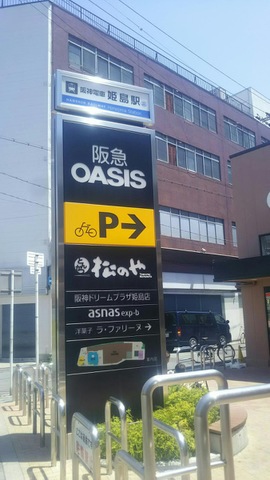 阪神電車 姫島駅
阪急
OASIS
P→
松のや
阪神ドリームプラザ姫島店
asnas exp-b
洋菓子 ラ・ファリーヌ →